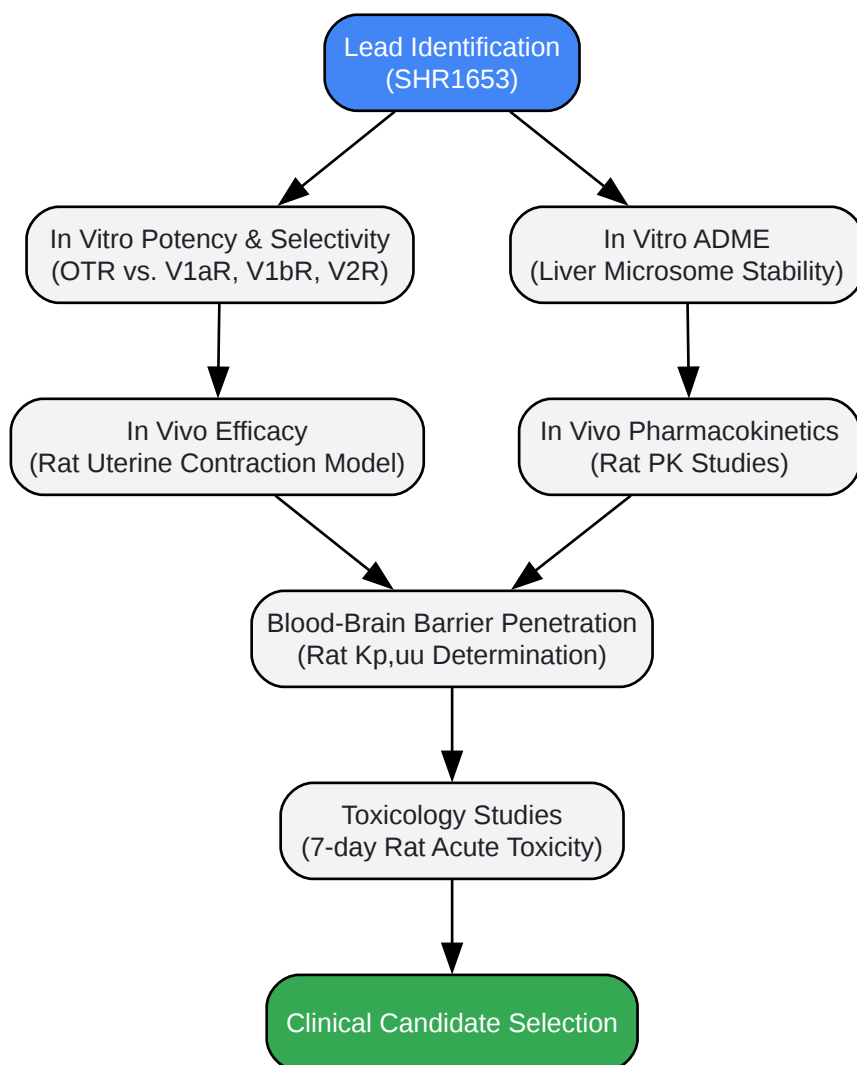 Lead Identification
(SHR1653)
In Vitro Potency & Selectivity
(OTR vs. V1aR, V1bR, V2R)
In Vitro ADME
(Liver Microsome Stability)
In Vivo Efficacy
(Rat Uterine Contraction Model)
In Vivo Pharmacokinetics
(Rat PK Studies)
Blood-Brain Barrier Penetration
(Rat Kp,uu Determination)
Toxicology Studies
(7-day Rat Acute Toxicity)
Clinical Candidate Selection